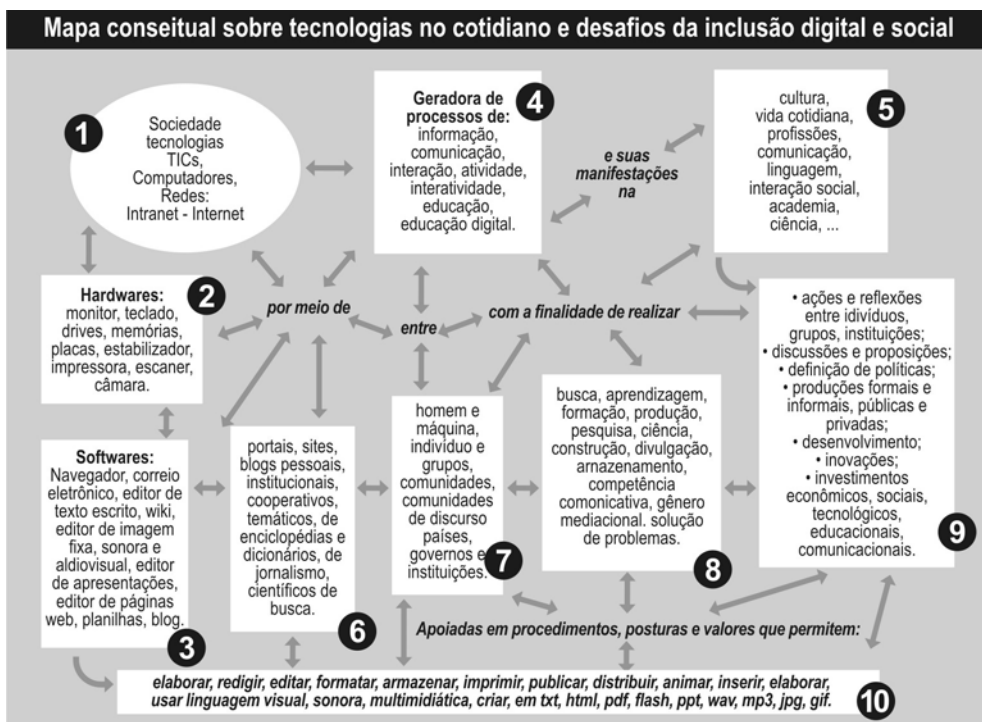 Mapa conseitual sobre tecnologias no cotidiano e desafios da inclusão digital e social
1
Sociedade
tecnologias
TICs,
Computadores,
Redes:
Intranet - Internet
2
Hardwares:
monitor, teclado,
drives, memórias,
placas, estabilizador,
impressora, escaner,
câmara.
3
Softwares:
Navegador, correio
eletrônico, editor de
texto escrito, wiki,
editor de imagem
fixa, sonora e
aldiovisual, editor
de apresentações,
editor de páginas
web, planilhas, blog.
4
Geradora de
processos de:
informação,
comunicação,
interação, atividade,
interatividade,
educação,
educação digital.
e suas
manifestações
na
5
cultura,
vida cotidiana,
profissões,
comunicação,
linguagem,
interação social,
academia,
ciência, ...
por meio de
entre
com a finalidade de realizar
6
portais, sites,
blogs pessoais,
institucionais,
cooperativos,
temáticos, de
enciclopédias e
dicionários, de
jornalismo,
científicos de
busca.
7
homem e
máquina,
indivíduo e
grupos,
comunidades,
comunidades
de discurso
países,
governos e
instituições.
8
busca, aprendizagem,
formação, produção,
pesquisa, ciência,
construção, divulgação,
arnazenamento,
competência
comonicativa, gênero
mediacional. solução
de problemas.
9
• ações e reflexões
entre idivíduos,
grupos, instituições;
• discussões e proposições;
• definição de políticas;
• produções formais e
informais, públicas e
privadas;
• desenvolvimento;
• inovações;
• investimentos
econômicos, sociais,
tecnológicos,
educacionais,
comunicacionais.
Apoiadas em procedimentos, posturas e valores que permitem:
10
elaborar, redigir, editar, formatar, armazenar, imprimir, publicar, distribuir, animar, inserir, elaborar,
usar linguagem visual, sonora, multimidiática, criar, em txt, html, pdf, flash, ppt, wav, mp3, jpg, gif.